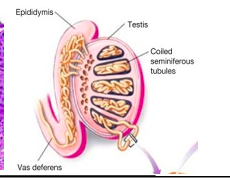 Epididymis
Testis
Coiled
seminiferous
tubules
Vas deferens